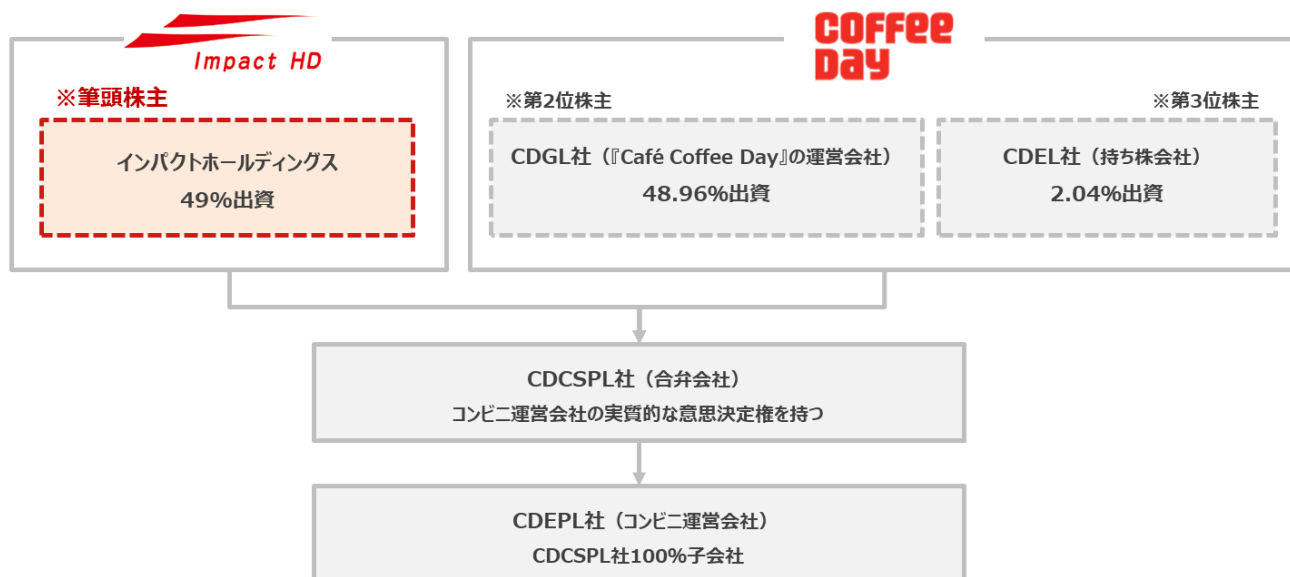 Impact HD
COFFee
Day
※筆頭株主
インパクトホールディングス
49%出資
※第2位株主
CDGL社（『Café Coffee Day』の運営会社）
48.96%出資
※第3位株主
CDEL社（持ち株会社）
2.04%出資
CDCSPL社（合弁会社）
コンビニ運営会社の実質的な意思決定権を持つ
CDEPL社（コンビニ運営会社）
CDCSPL社100%子会社